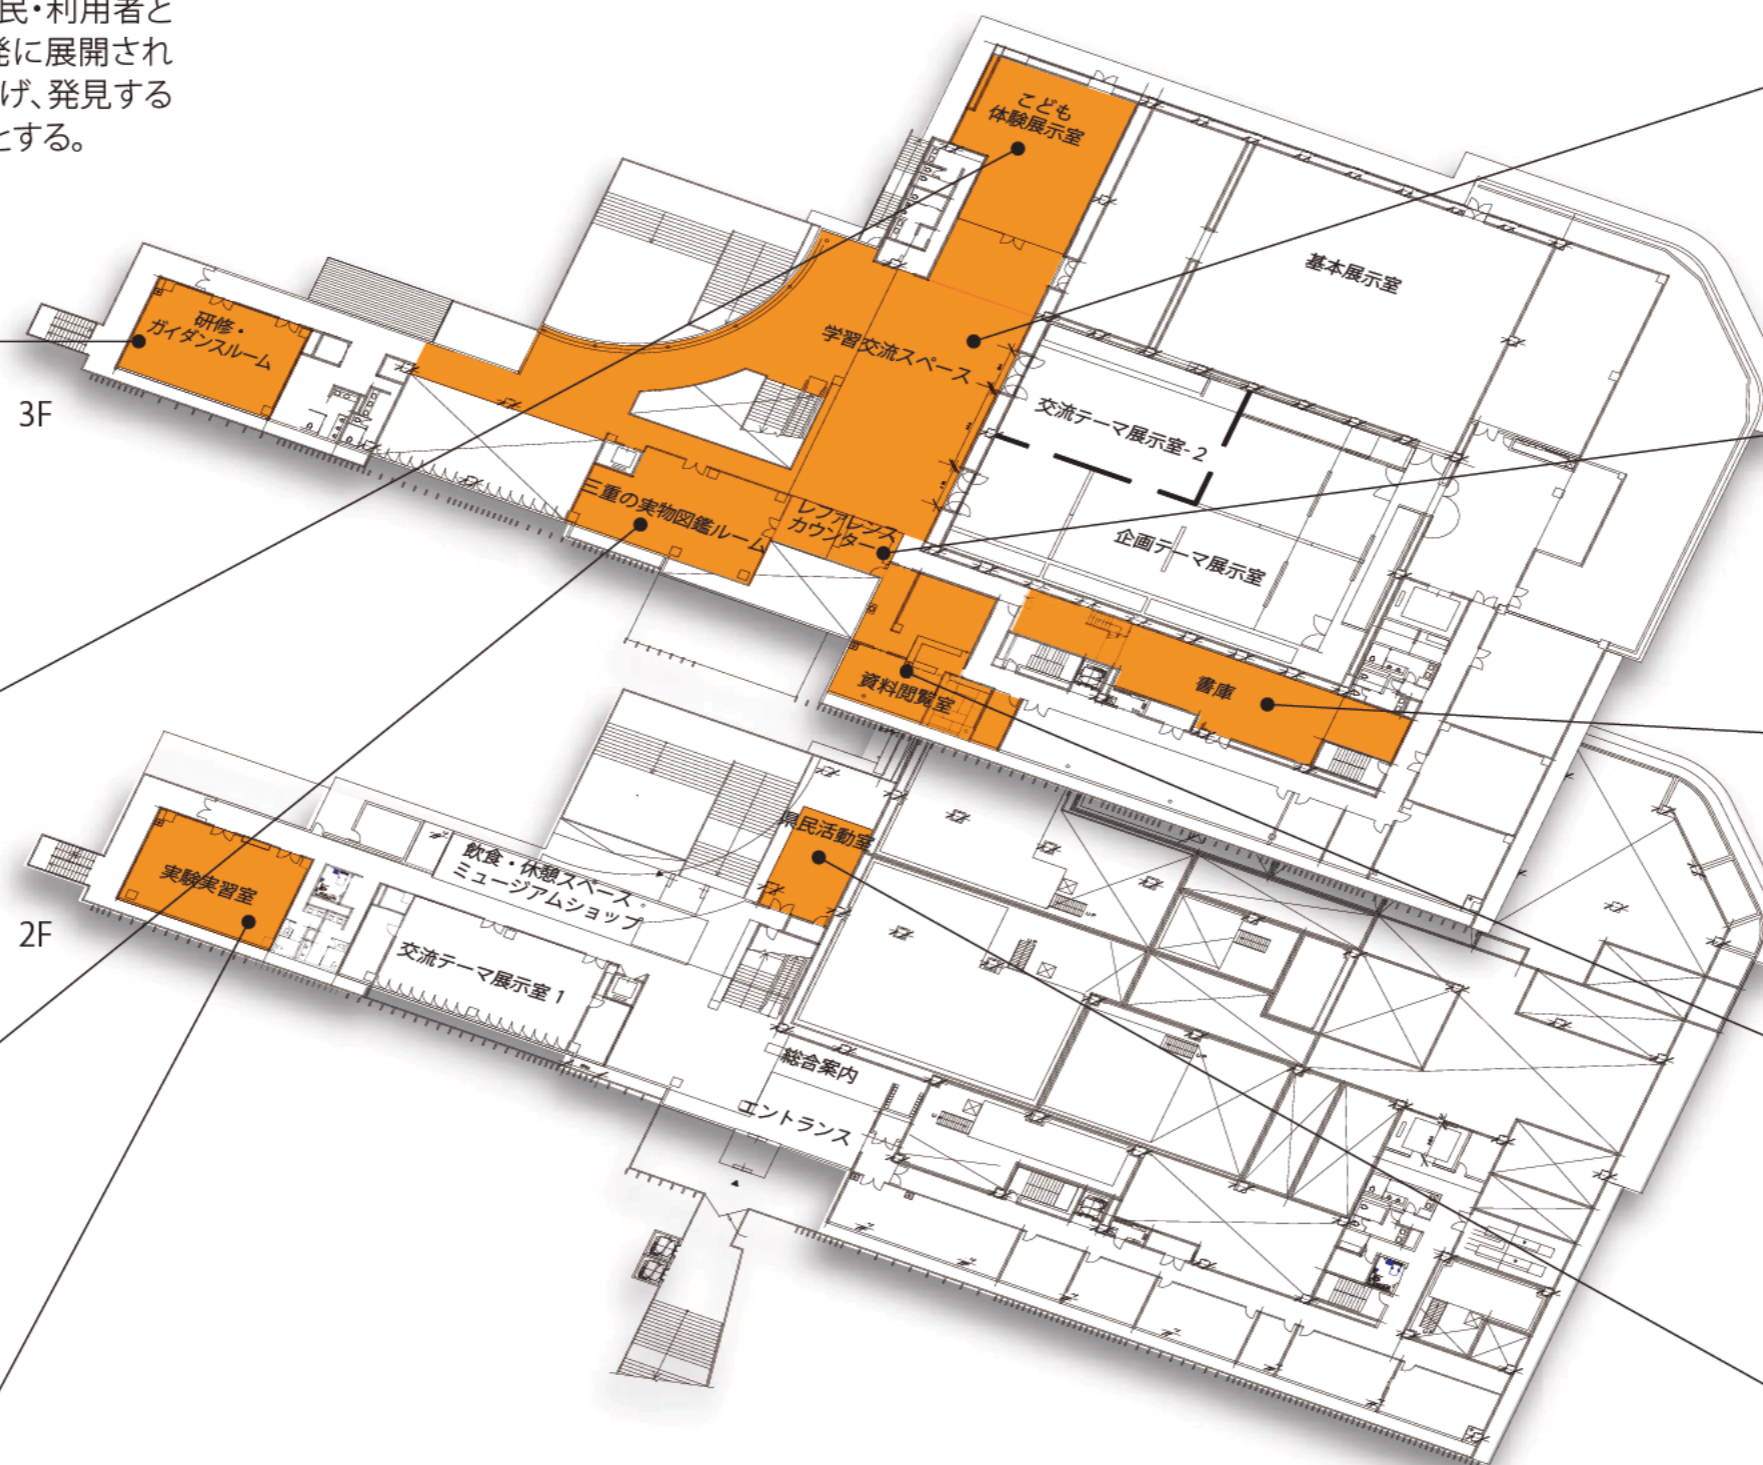 民・利用者と
発に展開され
げ、発見する
とする。
こども
体験展示室
基本展示室
研修・
ガイダンスルーム
学習交流スペース
3F
交流テーマ展示室-2
三重の実物図鑑ルーム
レファレンス
カウンター
企画テーマ展示室
資料閲覧室
書庫
県民活動室
飲食・休憩スペース
ミュージアムショップ
実験実習室
2F
交流テーマ展示室1
総合案内
エントランス